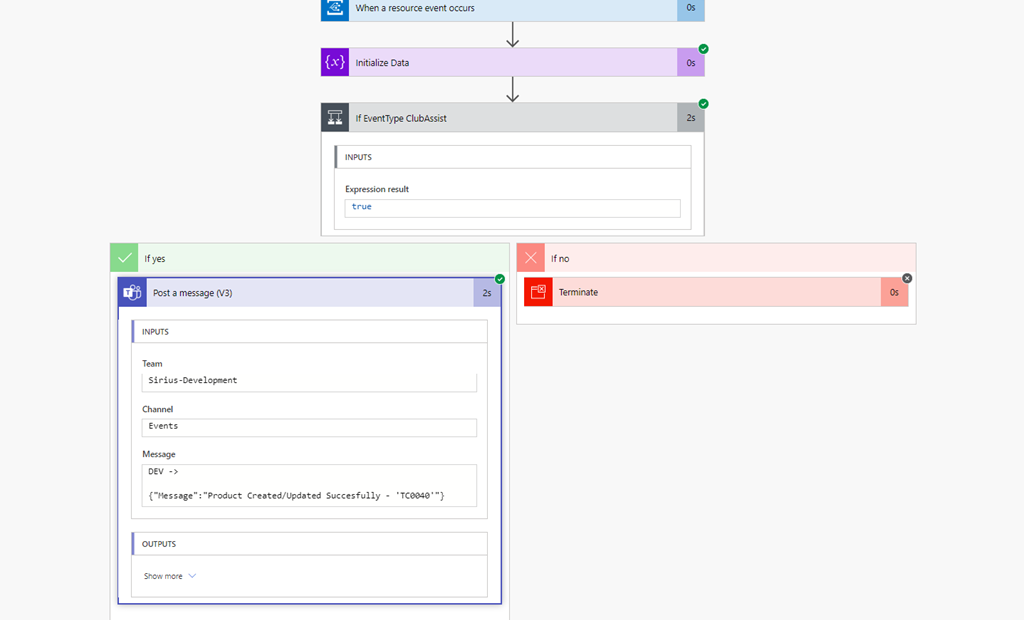 When a resource event occurs
0s
{x}
Initialize Data
0s
If EventType ClubAssist
2s
INPUTS
Expression result
true
If yes
Post a message (V3)
2s
INPUTS
Team
Sirius-Development
Channel
Events
Message
DEV ->
{"Message":"Product Created/Updated Succesfully - 'TC0040'"}
OUTPUTS
Show more
If no
Terminate
0s